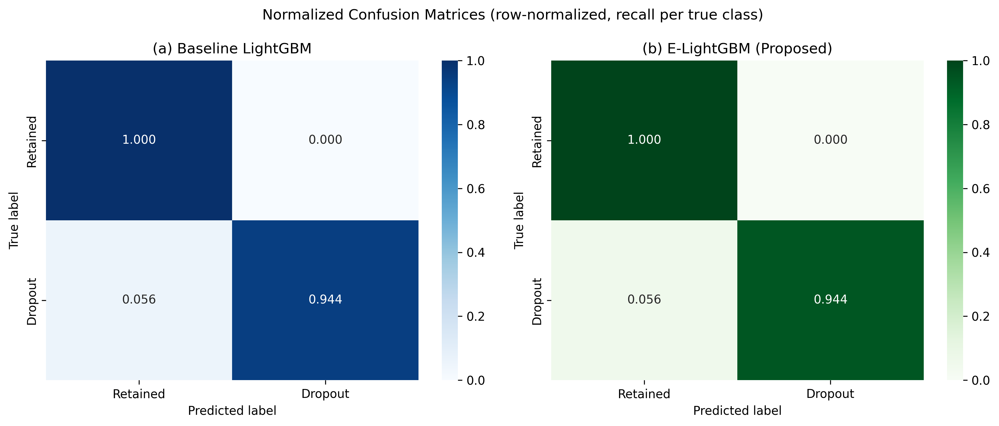 Normalized Confusion Matrices (row-normalized, recall per true class)
(a) Baseline LightGBM
True label
Retained
Dropout
1.000
0.000
0.056
0.944
Retained
Dropout
Predicted label
1.0
0.8
0.6
0.4
0.2
0.0
(b) E-LightGBM (Proposed)
True label
Retained
Dropout
1.000
0.000
0.056
0.944
Retained
Dropout
Predicted label
1.0
0.8
0.6
0.4
0.2
0.0